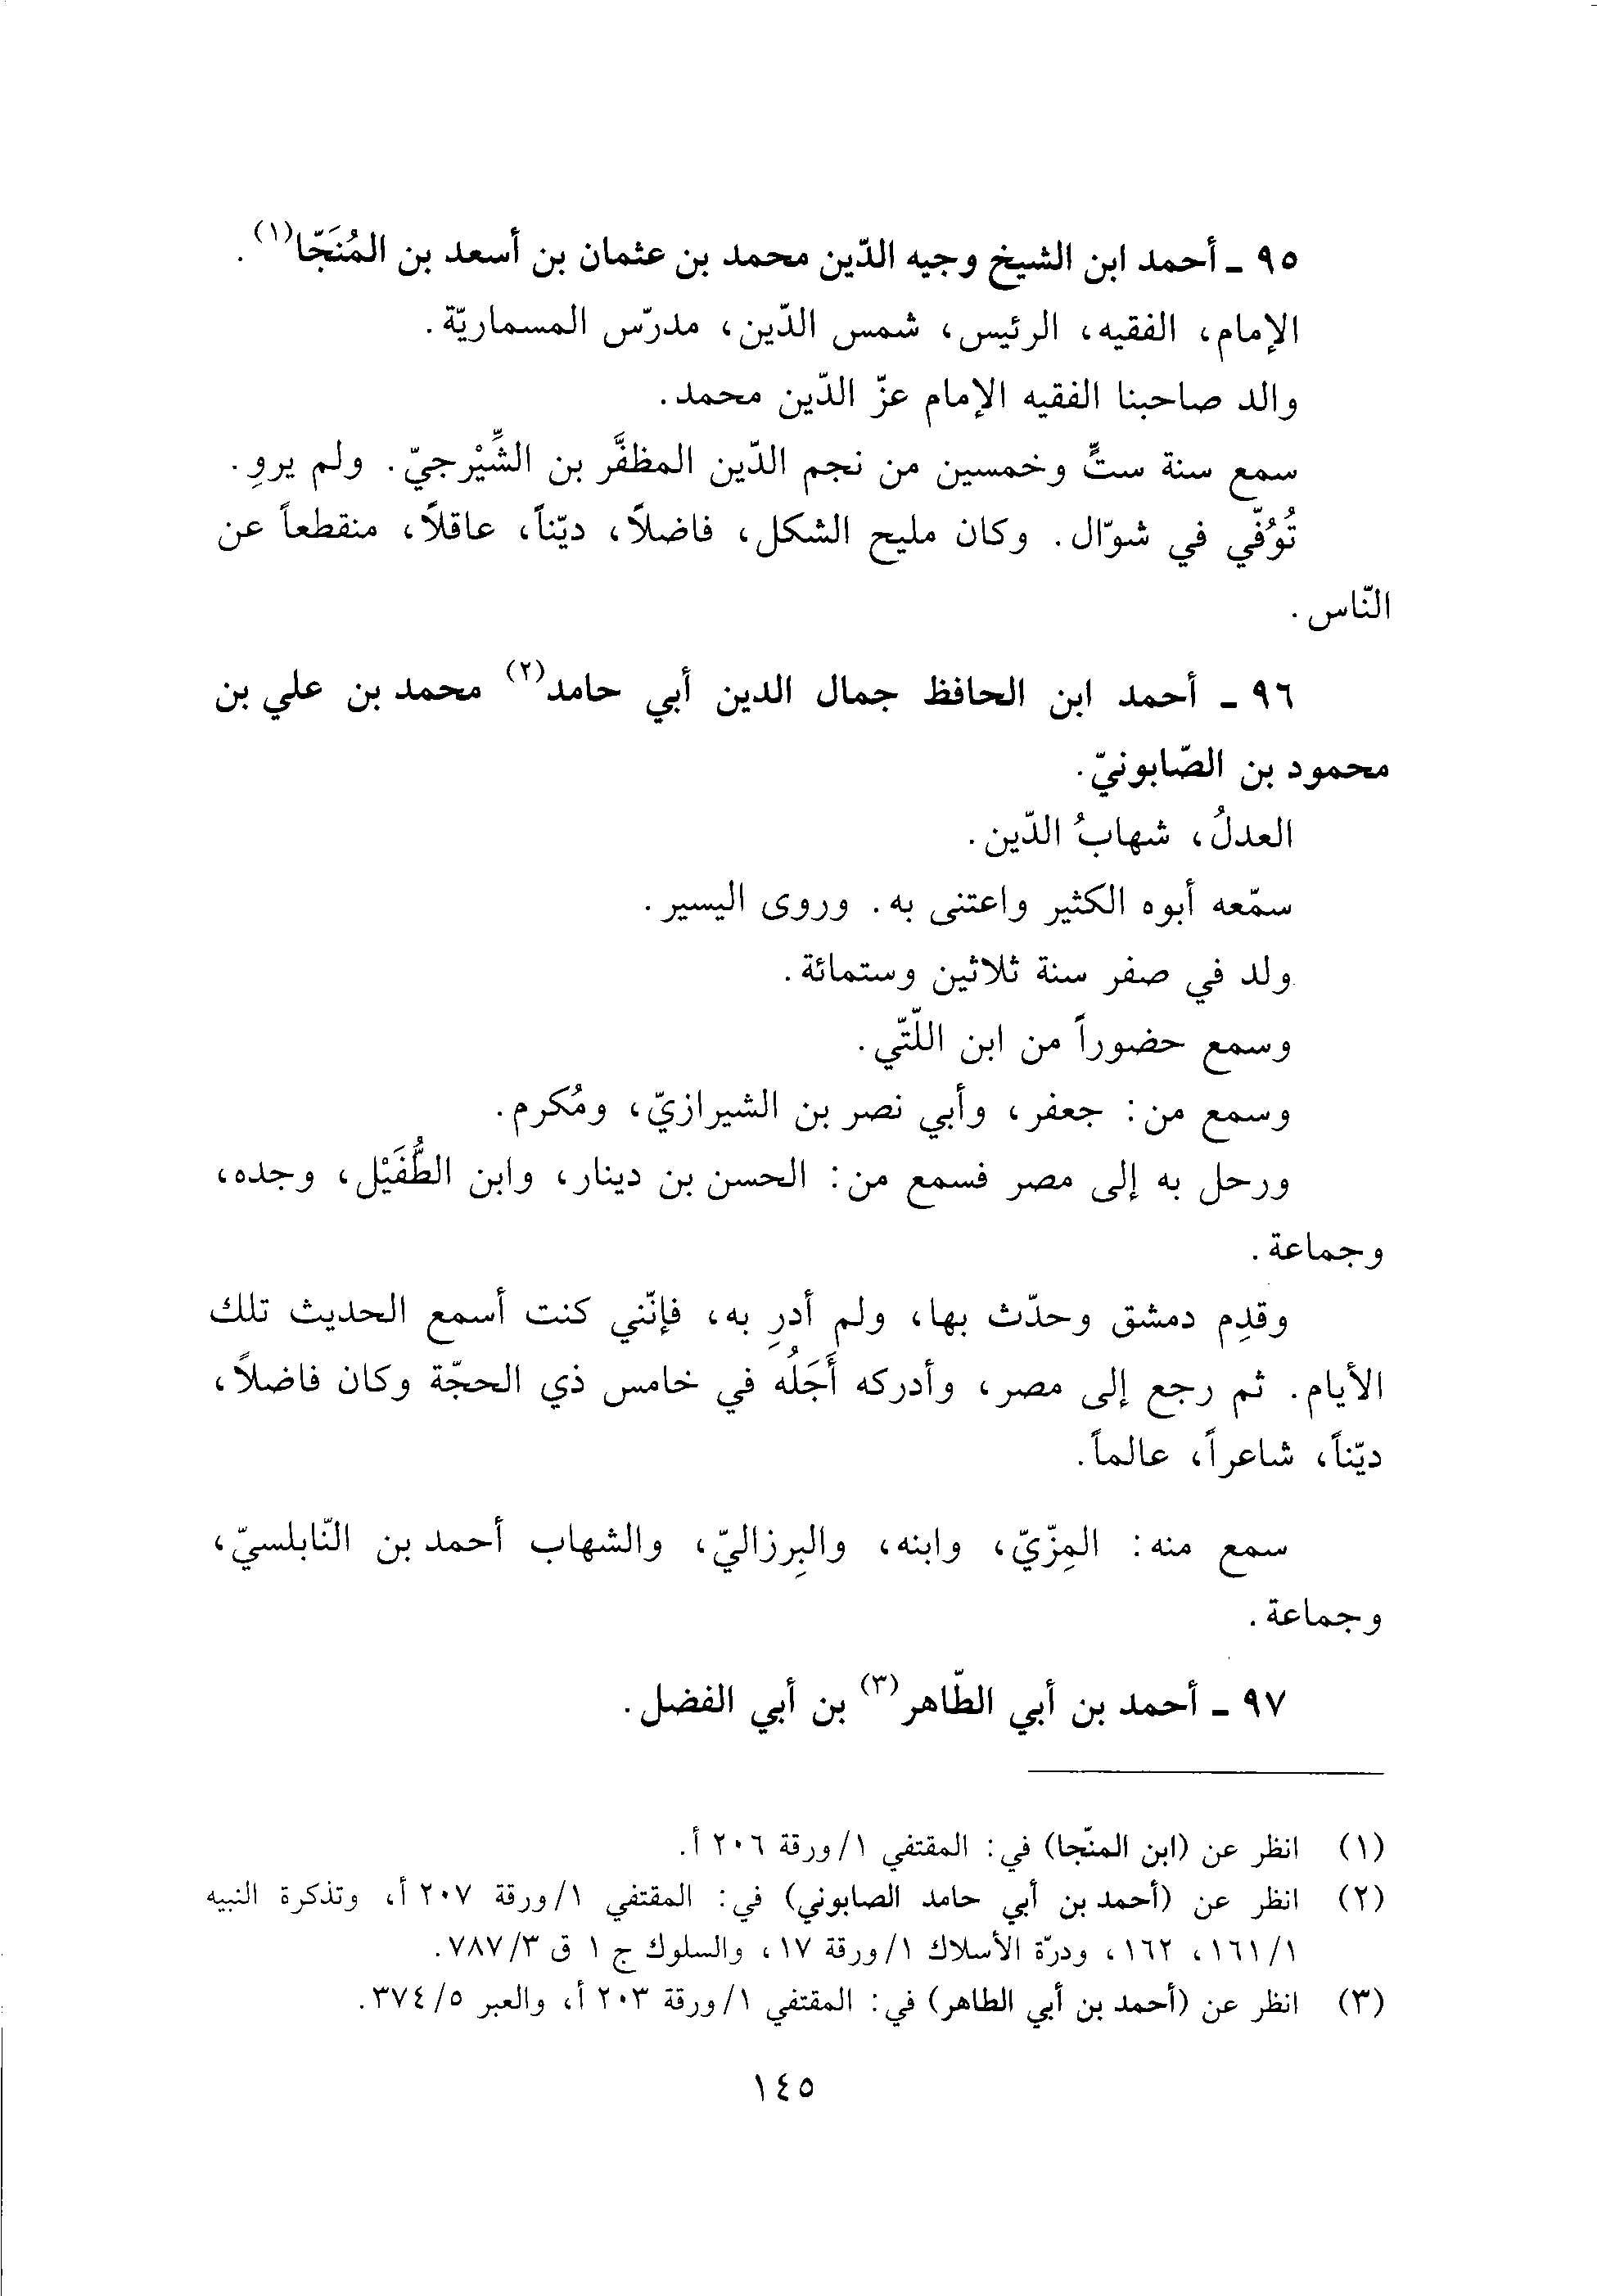 ٩٥ ـ أحمد ابن الشيخ وجيه الدّين محمد بن عثمان بن أسعد بن المُنَجّا(١).
الإمام، الفقيه، الرئيس، شمس الدّين، مدرّس المسماريّة.
والد صاحبنا الفقيه الإمام عزّ الدّين محمد.
سمع سنة ستٍّ وخمسين من نجم الدّين المظفَّر بن الشِّيْرجيّ. ولم يروِ.
تُوُفّي في شوّال. وكان مليح الشكل، فاضلاً، ديّناً، عاقلاً، منقطعاً عن
النّاس.
٩٦ ـ أحمد ابن الحافظ جمال الدين أبي حامد(٢) محمد بن علي بن
محمود بن الصّابونيّ.
العدلُ، شهابُ الدّين.
سمّعه أبوه الكثير واعتنى به. وروى اليسير.
ولد في صفر سنة ثلاثين وستمائة.
وسمع حضوراً من ابن اللّتّي.
وسمع من: جعفر، وأبي نصر بن الشيرازيّ، ومُكرم.
ورحل به إلى مصر فسمع من: الحسن بن دينار، وابن الطُّفَيْل، وجده،
وجماعة.
وقدِم دمشق وحدّث بها، ولم أدرِ به، فإنّني كنت أسمع الحديث تلك
الأيام. ثم رجع إلى مصر، وأدركه أَجَلُه في خامس ذي الحجّة وكان فاضلاً،
ديّناً، شاعراً، عالماً.
سمع منه: المِزّيّ، وابنه، والبِرزاليّ، والشهاب أحمد بن النّابلسيّ،
وجماعة.
٩٧ ـ أحمد بن أبي الطّاهر(٣) بن أبي الفضل.
(١) انظر عن (ابن المنّجا) في: المقتفي ١/ورقة ٢٠٦ أ.
(٢) انظر عن (أحمد بن أبي حامد الصابوني) في: المقتفي ١/ورقة ٢٠٧ أ، وتذكرة النبيه
١/١٦١، ١٦٢، ودرّة الأسلاك ١/ورقة ١٧، والسلوك ج ١ ق ٣/٧٨٧.
(٣) انظر عن (أحمد بن أبي الطاهر) في: المقتفي ١/ورقة ٢٠٣ أ، والعبر ٥/٣٧٤.
١٤٥